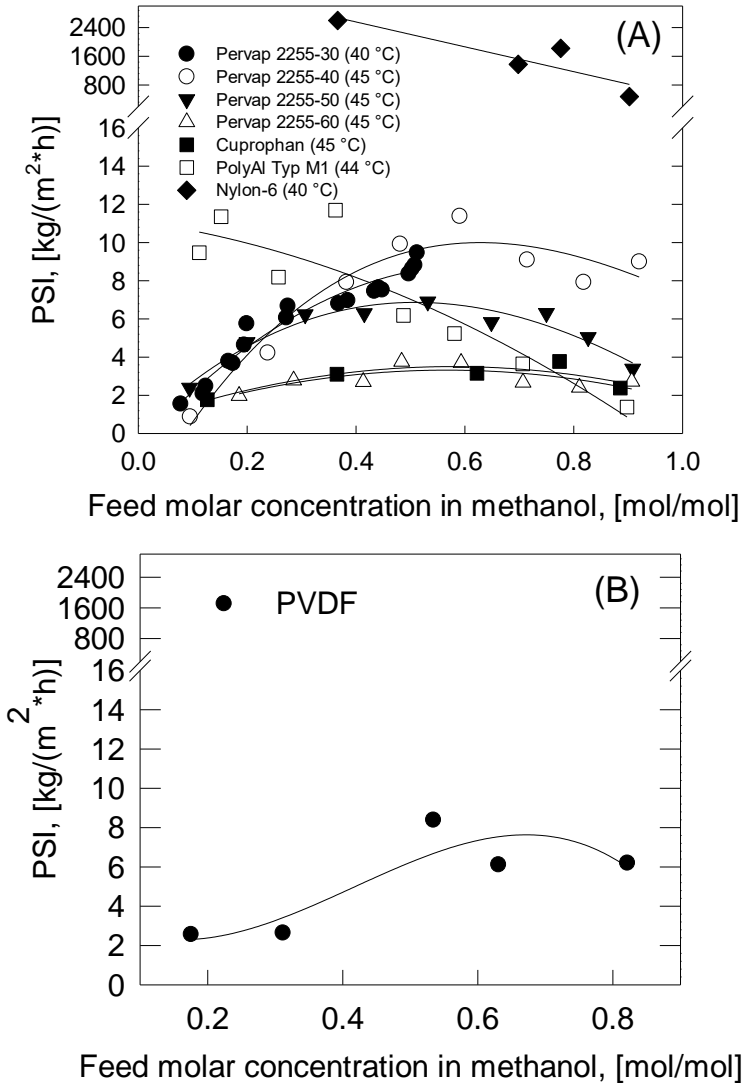 (A)
2400
1600
800
16
14
12
10
8
6
4
2
0
PSI, [kg/(m²*h)]
Pervap 2255-30 (40 °C)
Pervap 2255-40 (45 °C)
Pervap 2255-50 (45 °C)
Pervap 2255-60 (45 °C)
Cuprophan (45 °C)
PolyAl Typ M1 (44 °C)
Nylon-6 (40 °C)
0.0 0.2 0.4 0.6 0.8 1.0
Feed molar concentration in methanol, [mol/mol]
(B)
2400
1600
800
16
14
12
10
8
6
4
2
0
PSI, [kg/(m²*h)]
PVDF
0.2 0.4 0.6 0.8
Feed molar concentration in methanol, [mol/mol]